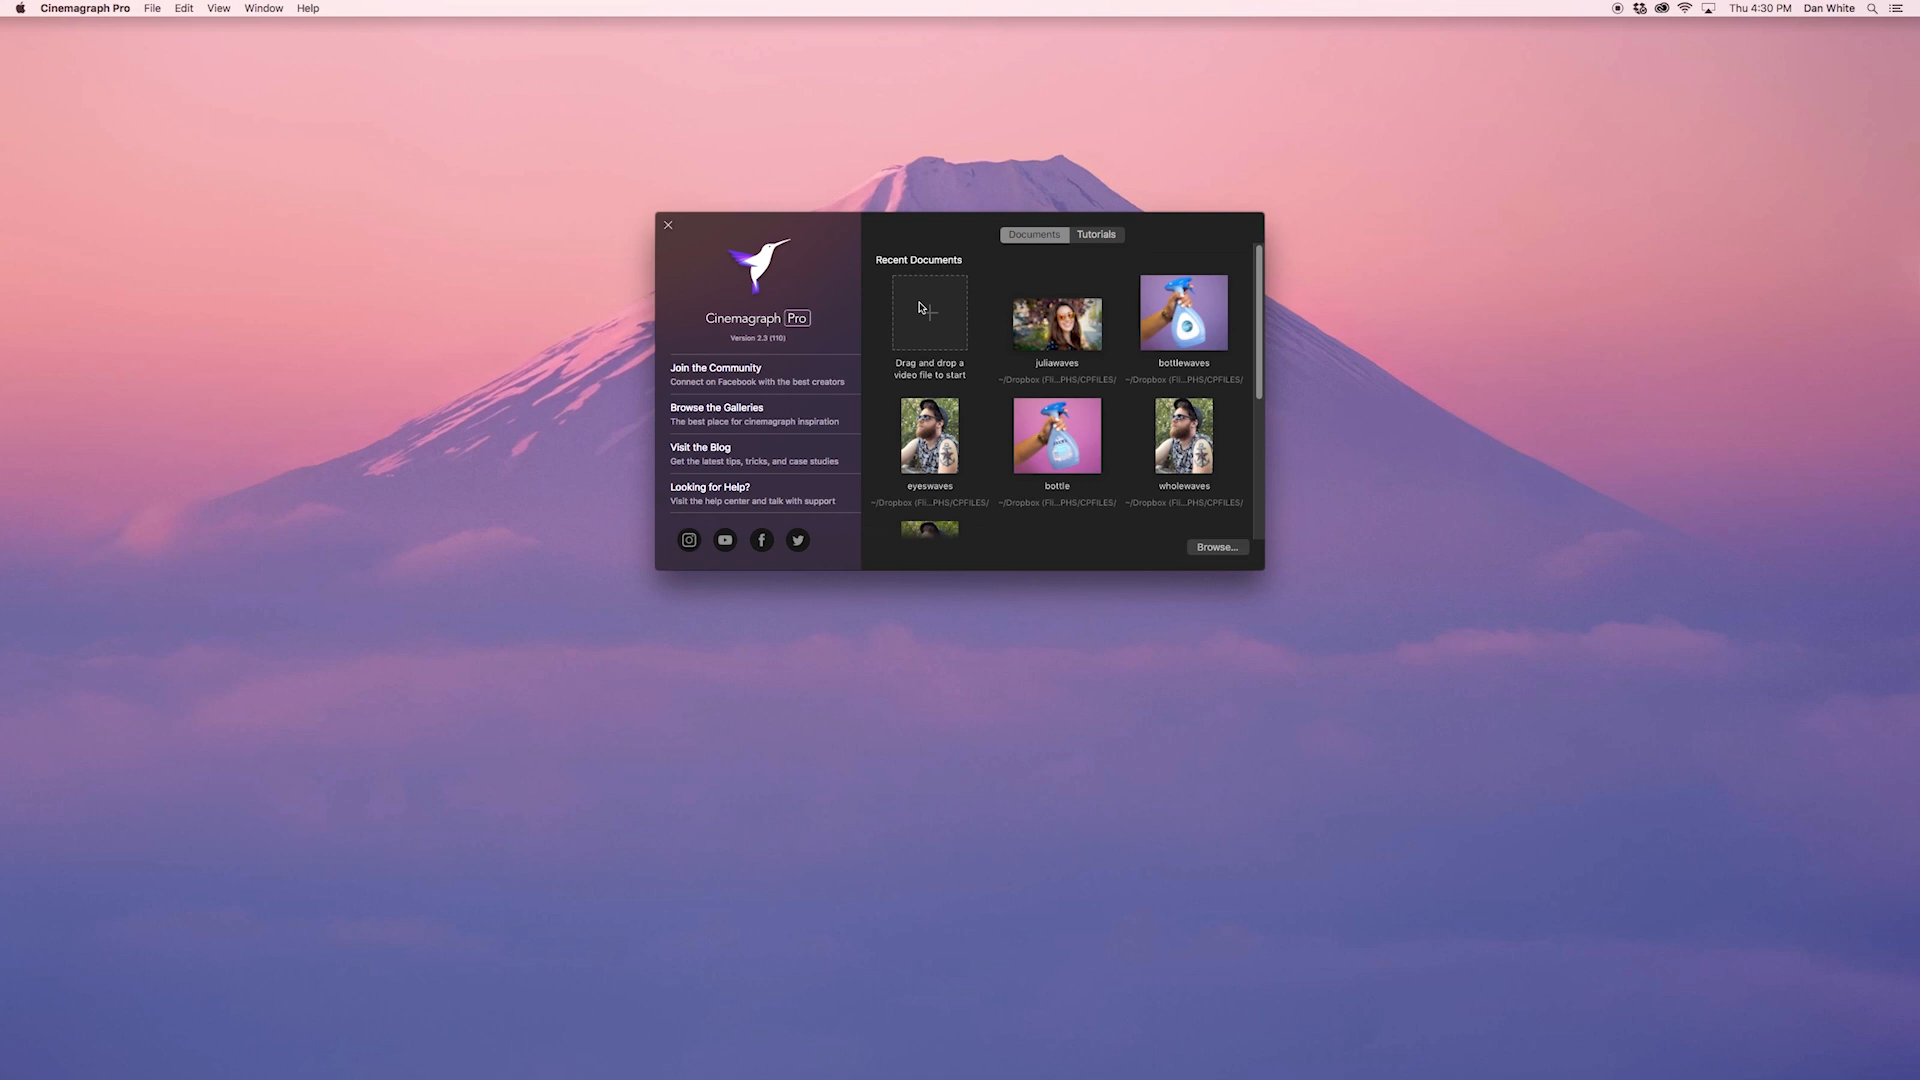 Cinemagraph Pro File Edit View Window Help
Thu 4:30 PM Dan White
Documents Tutorials
Cinemagraph Pro
Version 2.3 (110)
Join the Community
Connect on Facebook with the best creators
Browse the Galleries
The best place for cinemagraph inspiration
Visit the Blog
Get the latest tips, tricks, and case studies
Looking for Help?
Visit the help center and talk with support
Recent Documents
Drag and drop a
video file to start
juliawaves
~/Dropbox (Fli...PHS/CPFILES/
bottlewaves
~/Dropbox (Fli...PHS/CPFILES/
eyeswaves
~/Dropbox (Fli...PHS/CPFILES/
bottle
~/Dropbox (Fli...PHS/CPFILES/
wholewaves
~/Dropbox (Fli...PHS/CPFILES/
Browse...